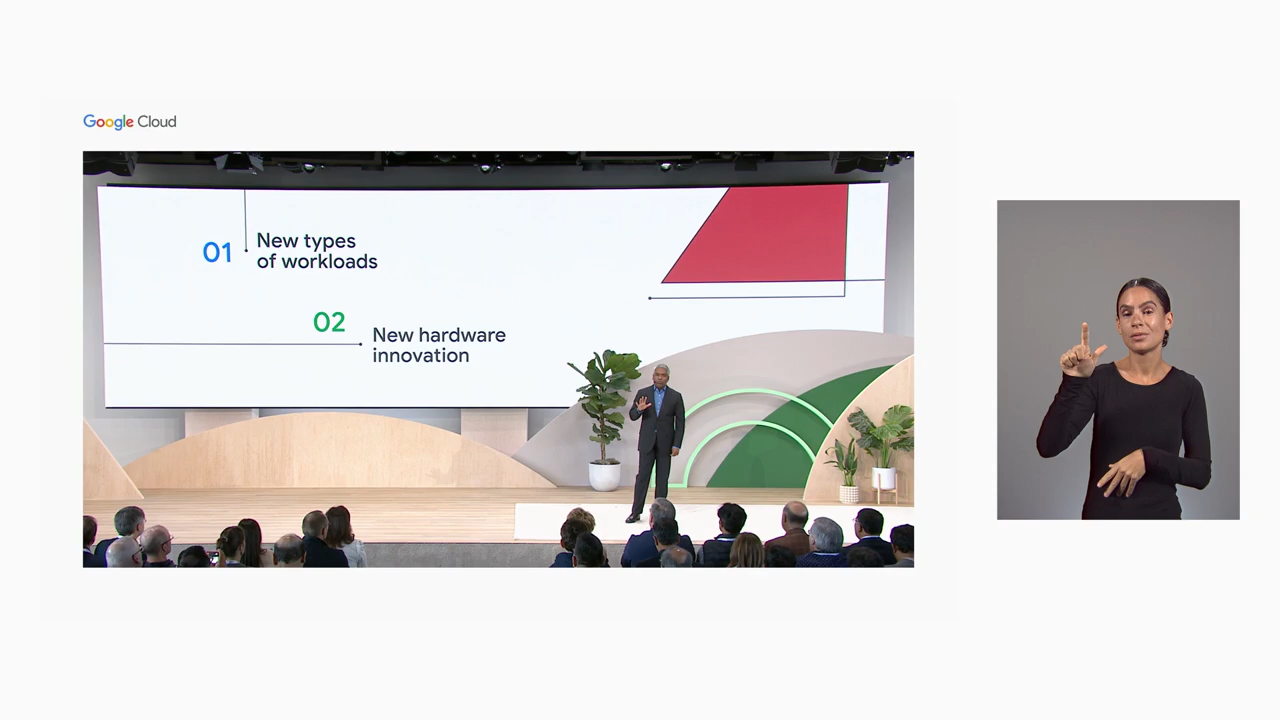 Google Cloud
01
New types
of workloads
02
New hardware
innovation